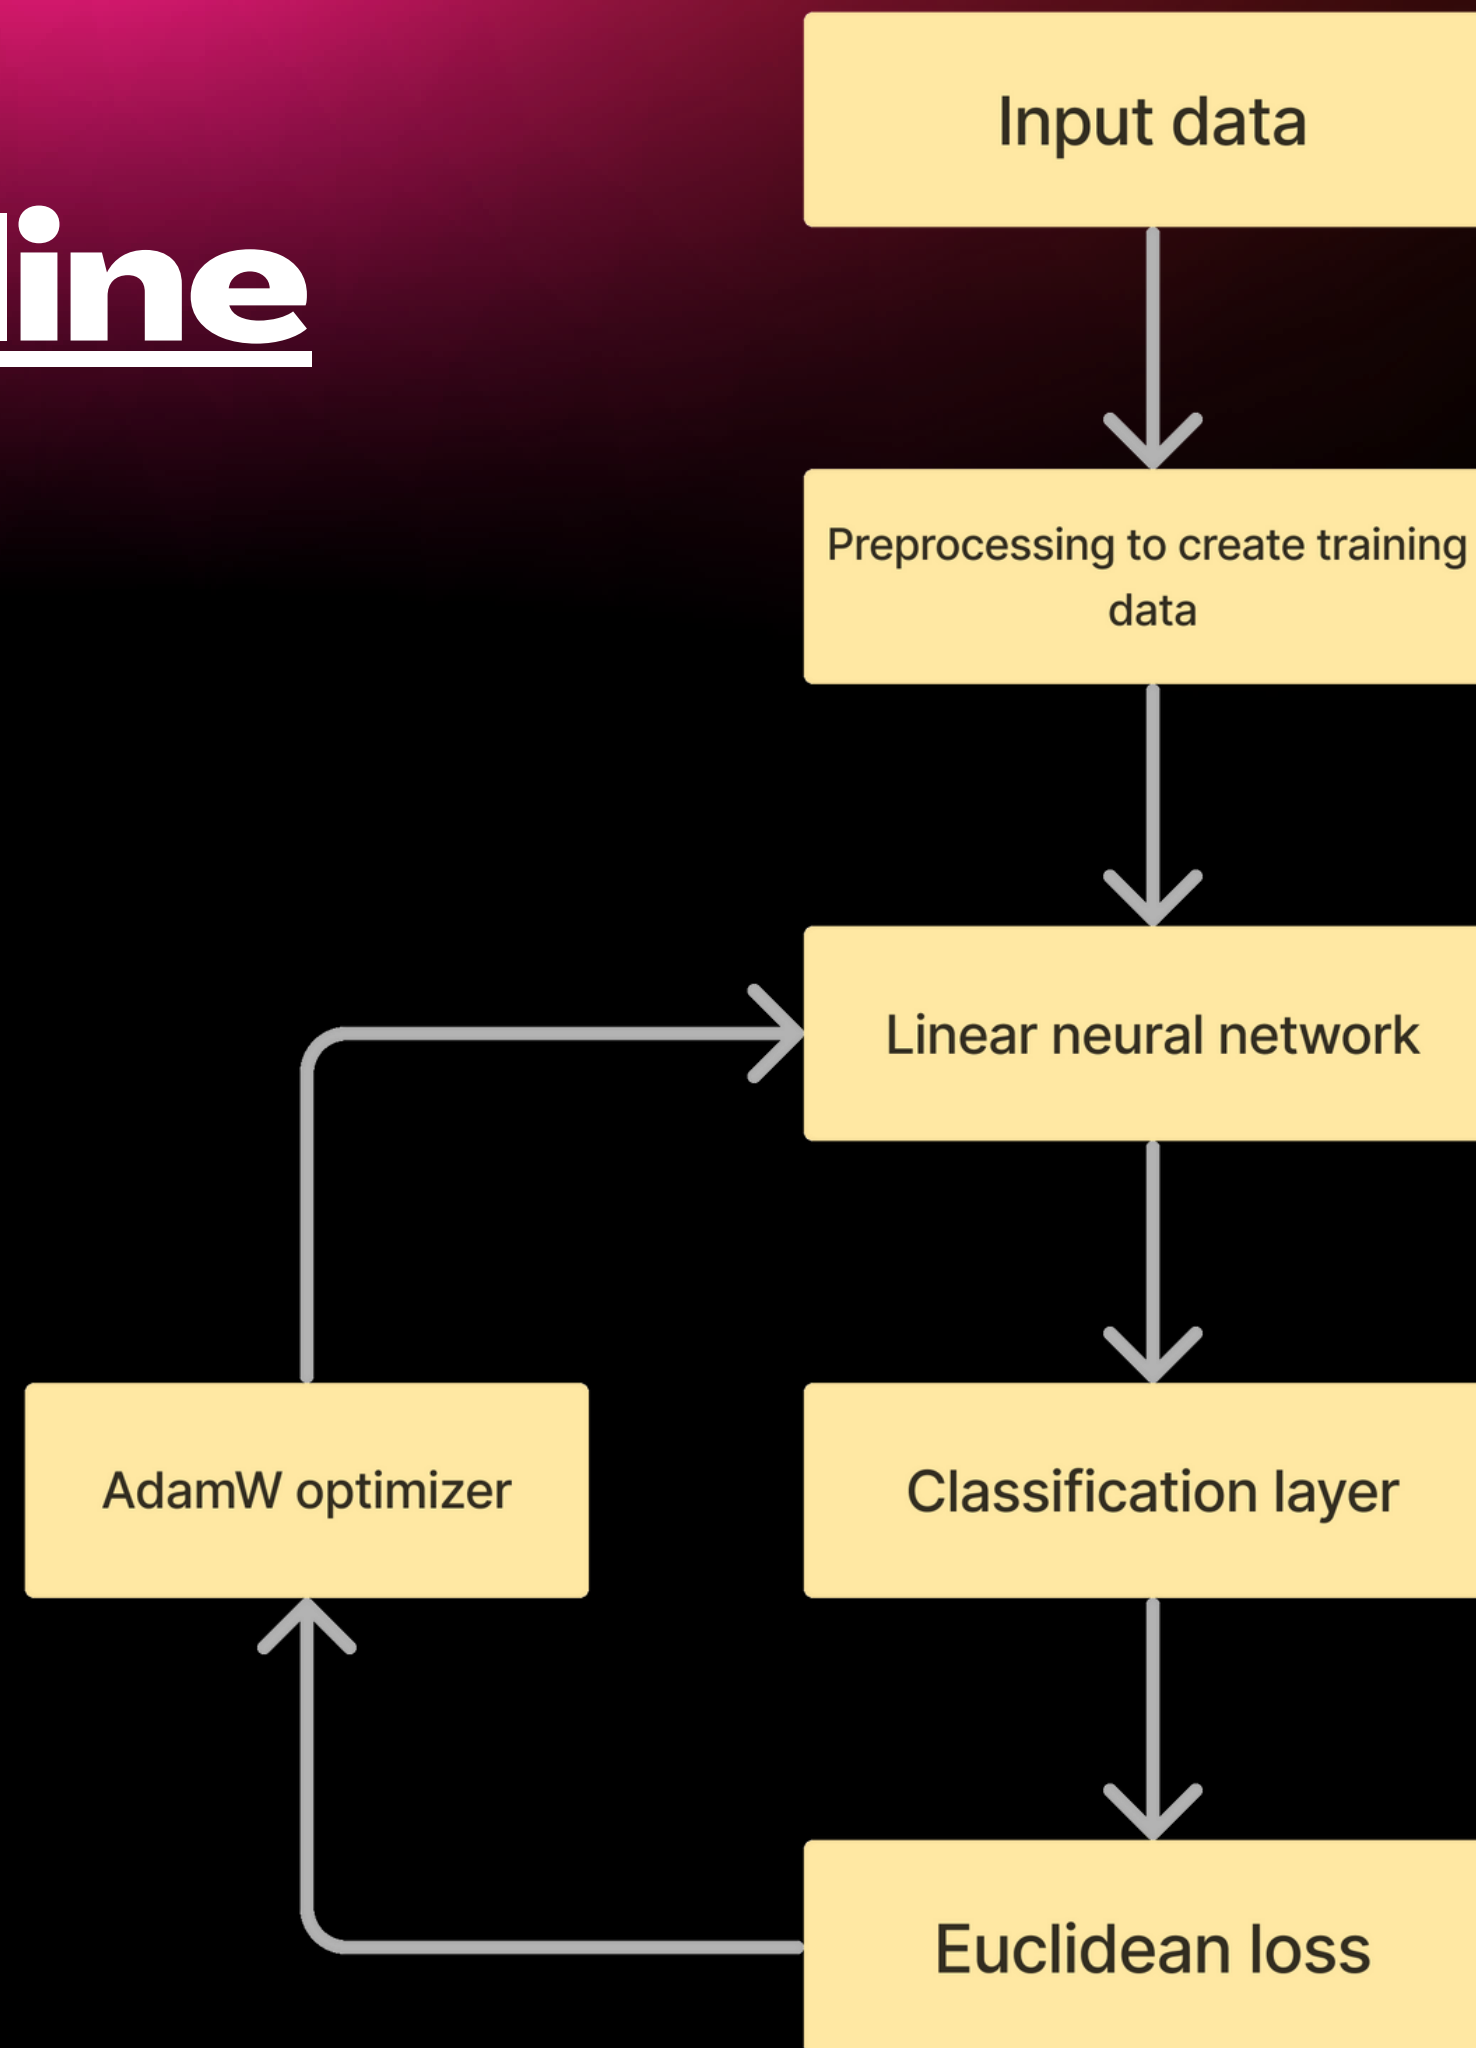 line
Input data
Preprocessing to create training
data
Linear neural network
AdamW optimizer
Classification layer
Euclidean loss